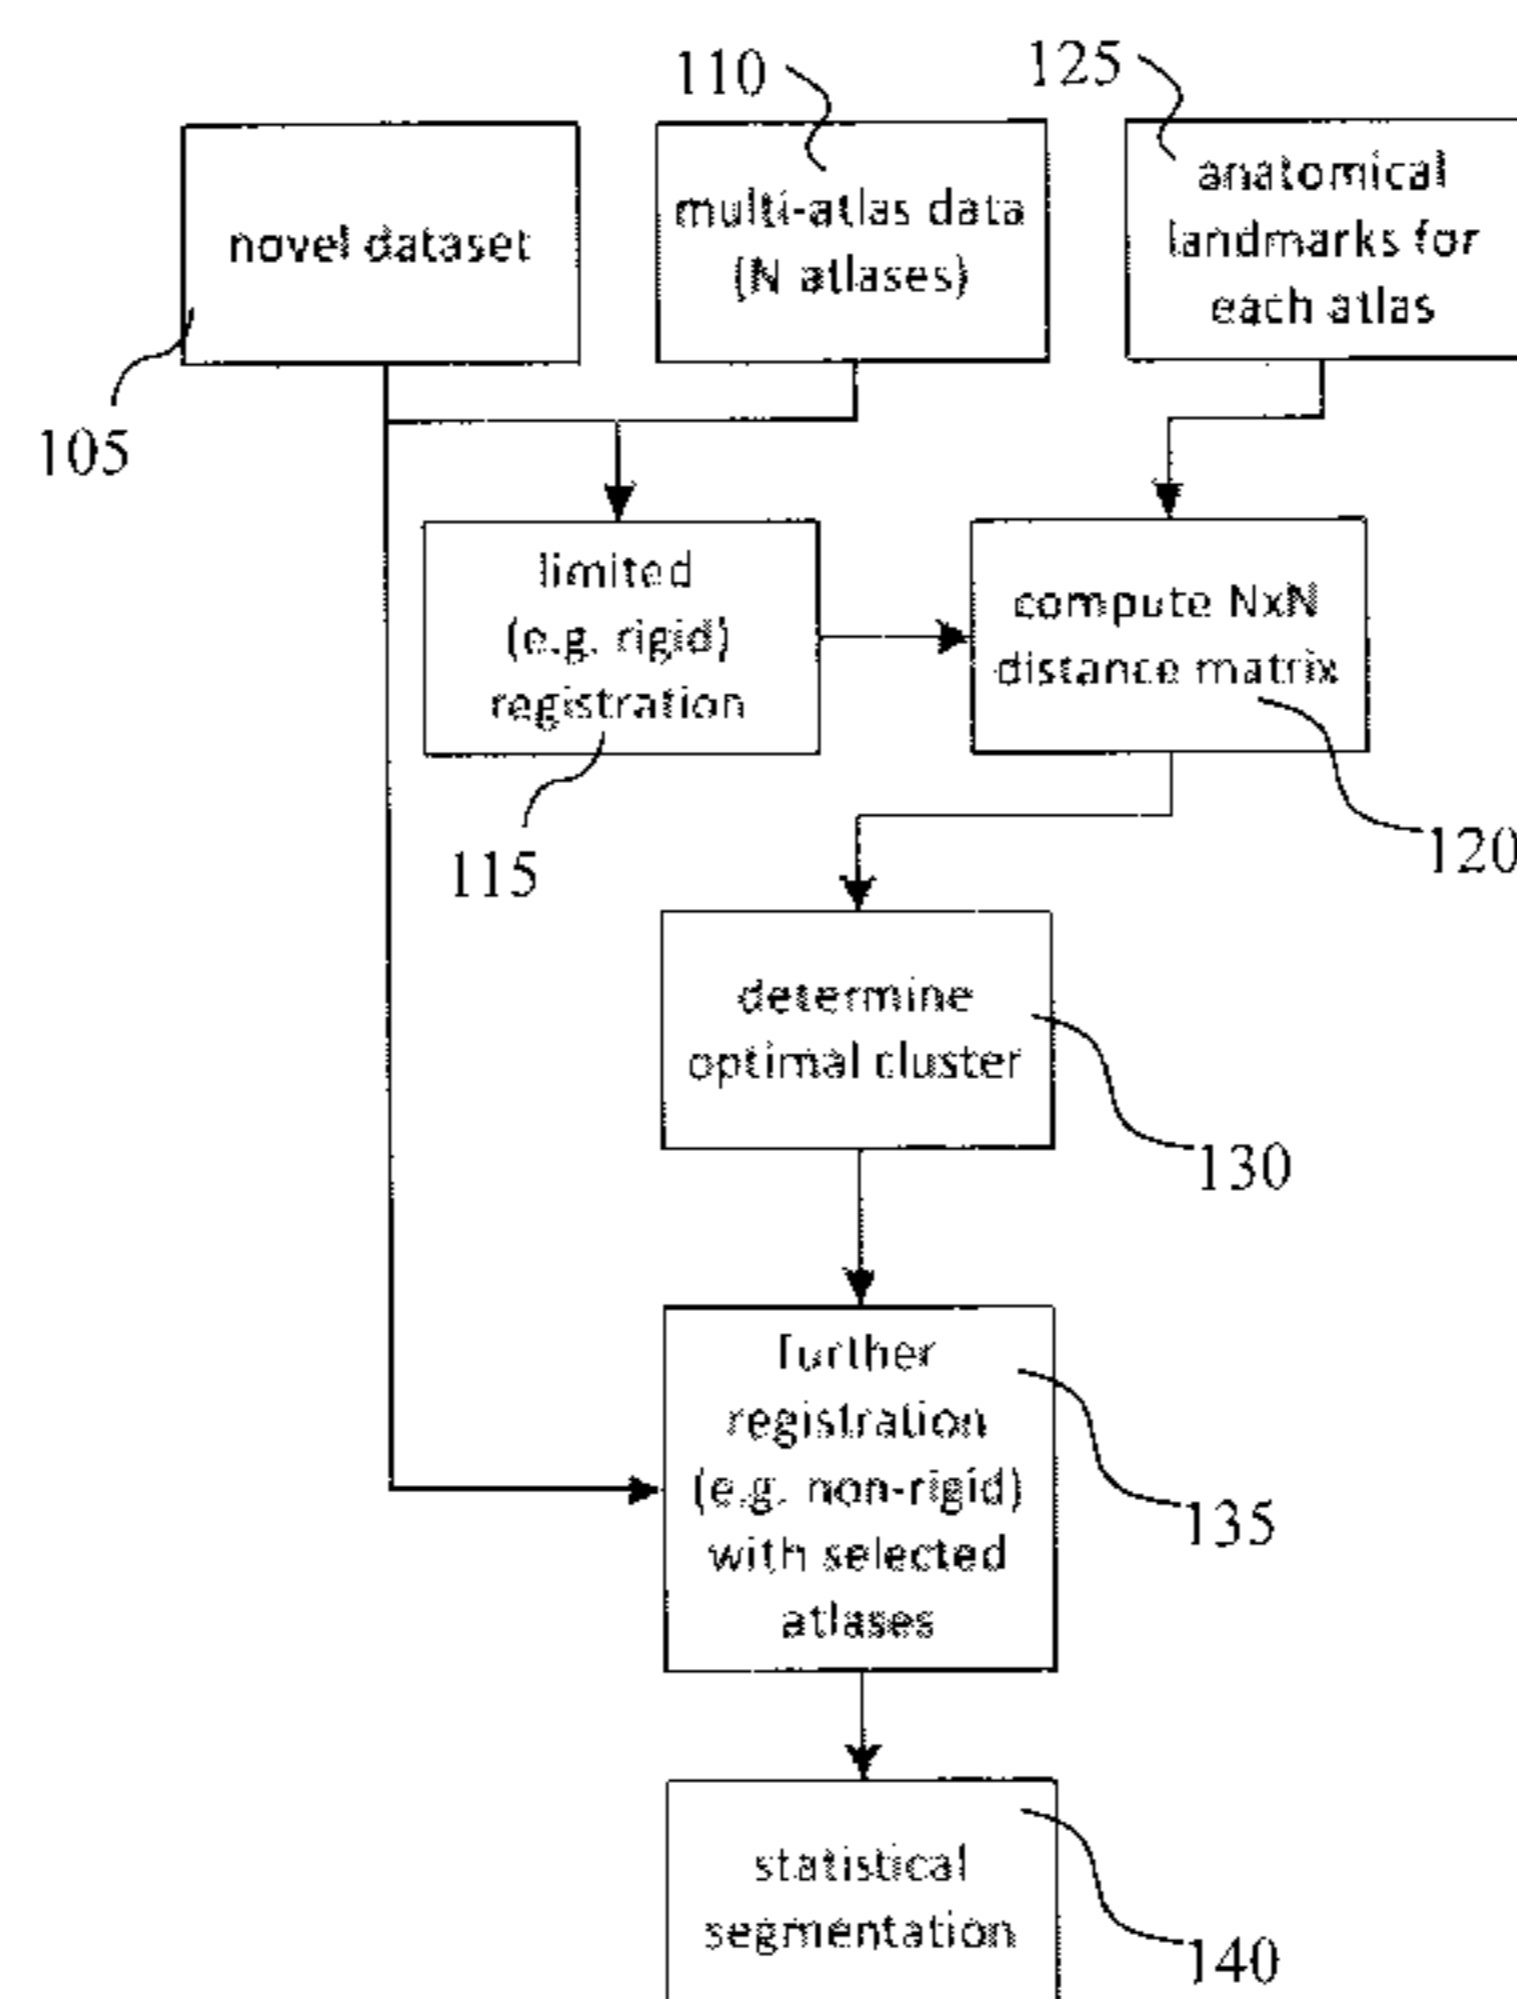 110
125
novel dataset
multi-atlas data
(N atlases)
anatomical
landmarks for
each atlas
105
limited
(e.g. rigid)
registration
compute NxN
distance matrix
115
120
determine
optimal cluster
130
further
registration
(e.g. non-rigid)
with selected
atlases
135
statistical
segmentation
140